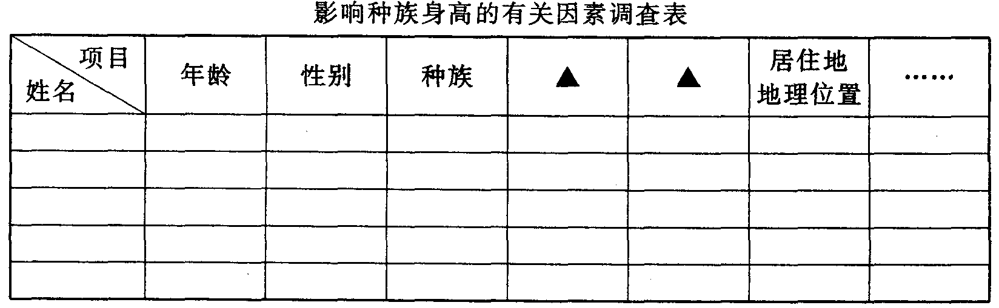 影响种族身高的有关因素调查表
项目
姓名
年龄
性别
种族
▲
▲
居住地
地理位置
……